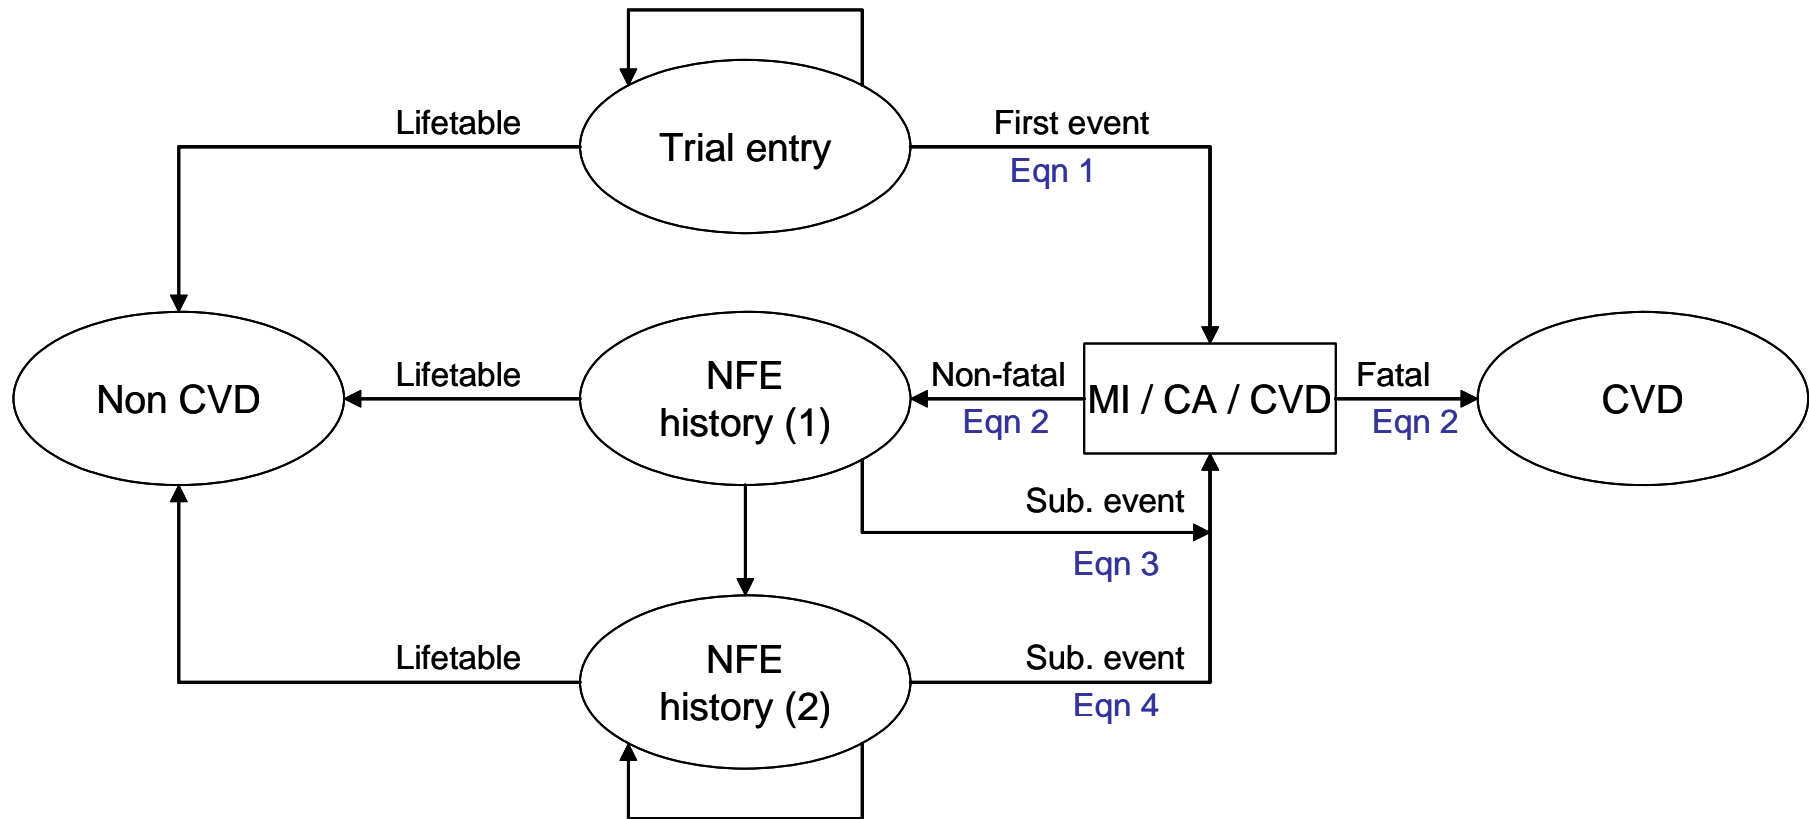 Lifetable
Trial entry
First event
Eqn 1
Non CVD
Lifetable
NFE
history (1)
Non-fatal
Eqn 2
MI / CA / CVD
Fatal
Eqn 2
CVD
Sub. event
Eqn 3
Lifetable
NFE
history (2)
Sub. event
Eqn 4